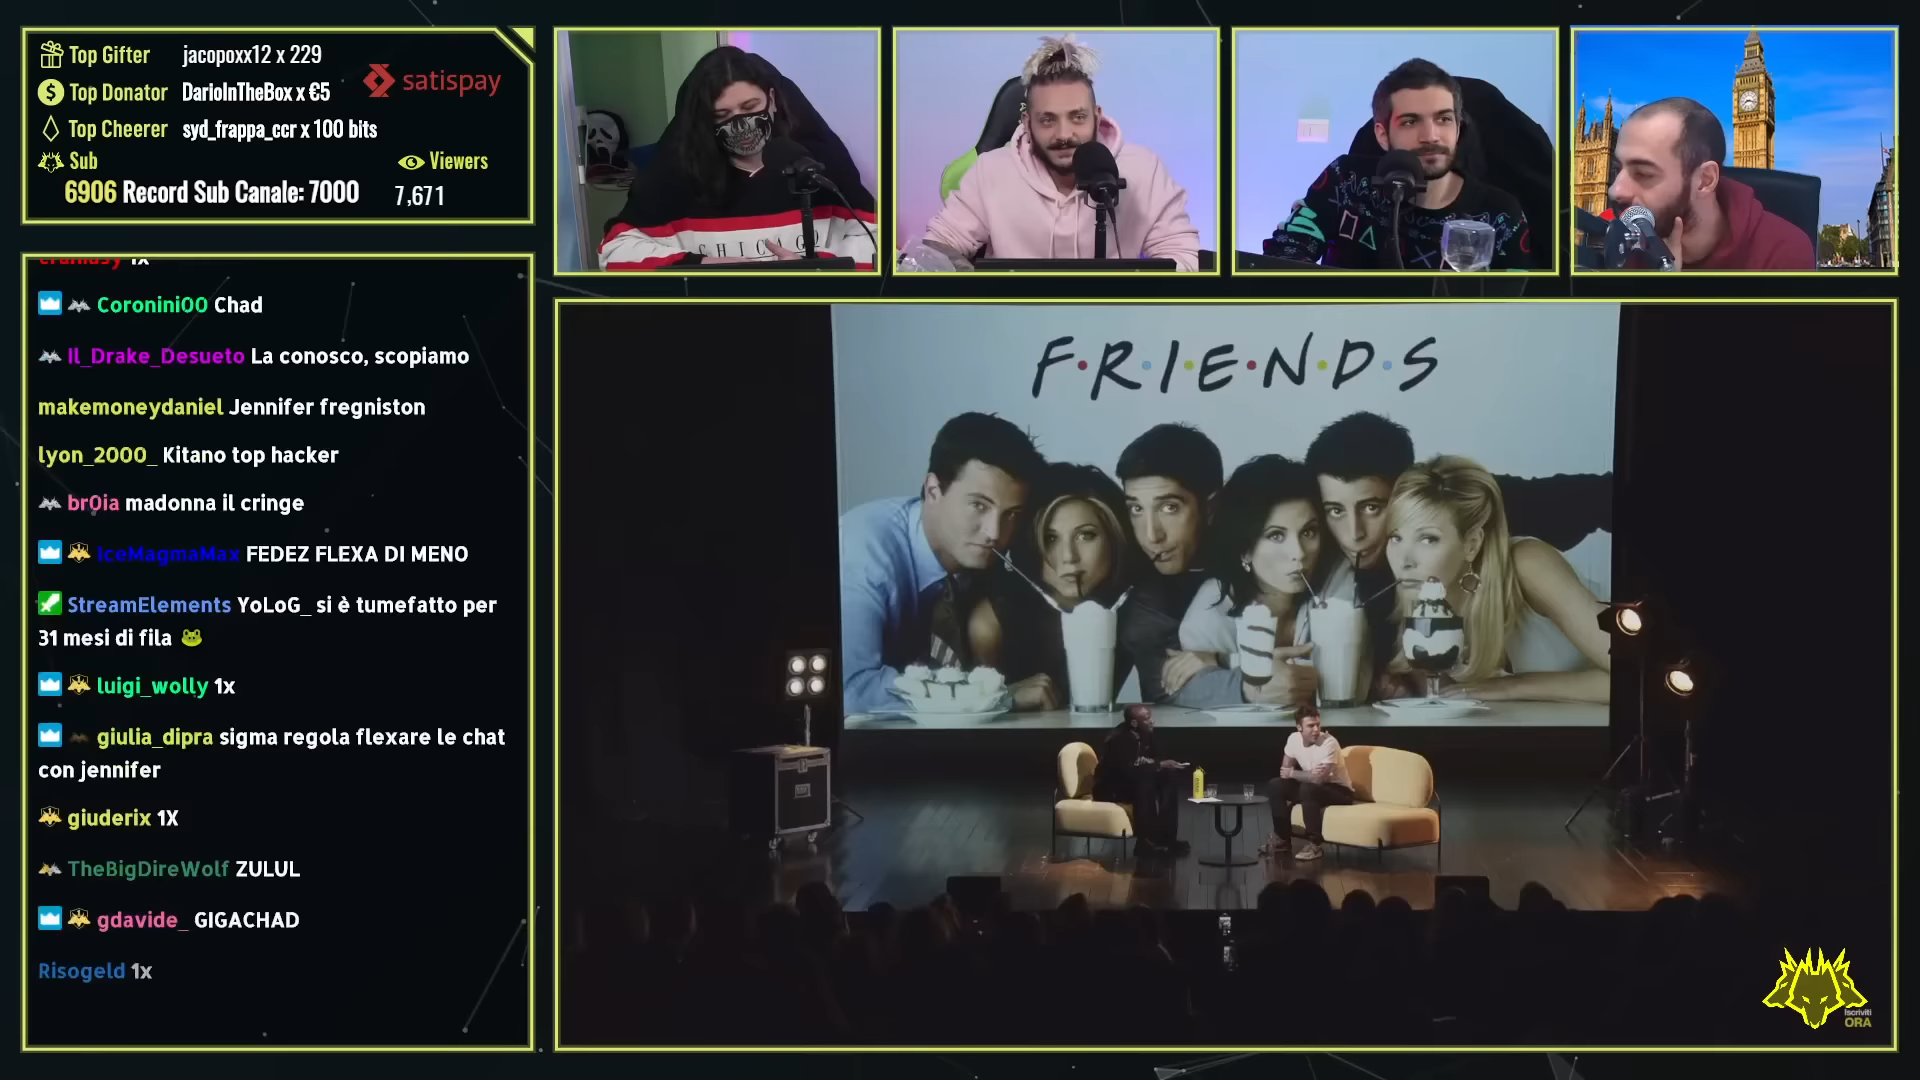 Top Gifter jacopoxx12 x 229
Top Donator DarioInTheBox x €5
satispay
Top Cheerer syd_frappa_ccr x 100 bits
Sub
Viewers
6906 Record Sub Canale: 7000
7,671
1x
Coronini00 Chad
Il_Drake_Desueto La conosco, scopiamo
makemoneydaniel Jennifer fregniston
lyon_2000_ Kitano top hacker
br0ia madonna il cringe
IceMagmaMax FEDEZ FLEXA DI MENO
StreamElements YoLoG_ si è tumefatto per
31 mesi di fila
luigi_wolly 1x
giulia_dipra sigma regola flexare le chat
con jennifer
giuderix 1X
TheBigDireWolf ZULUL
gdavide_ GIGACHAD
Risogeld 1x
CHICAGO
F·R·I·E·N·D·S
Iscriviti
ORA